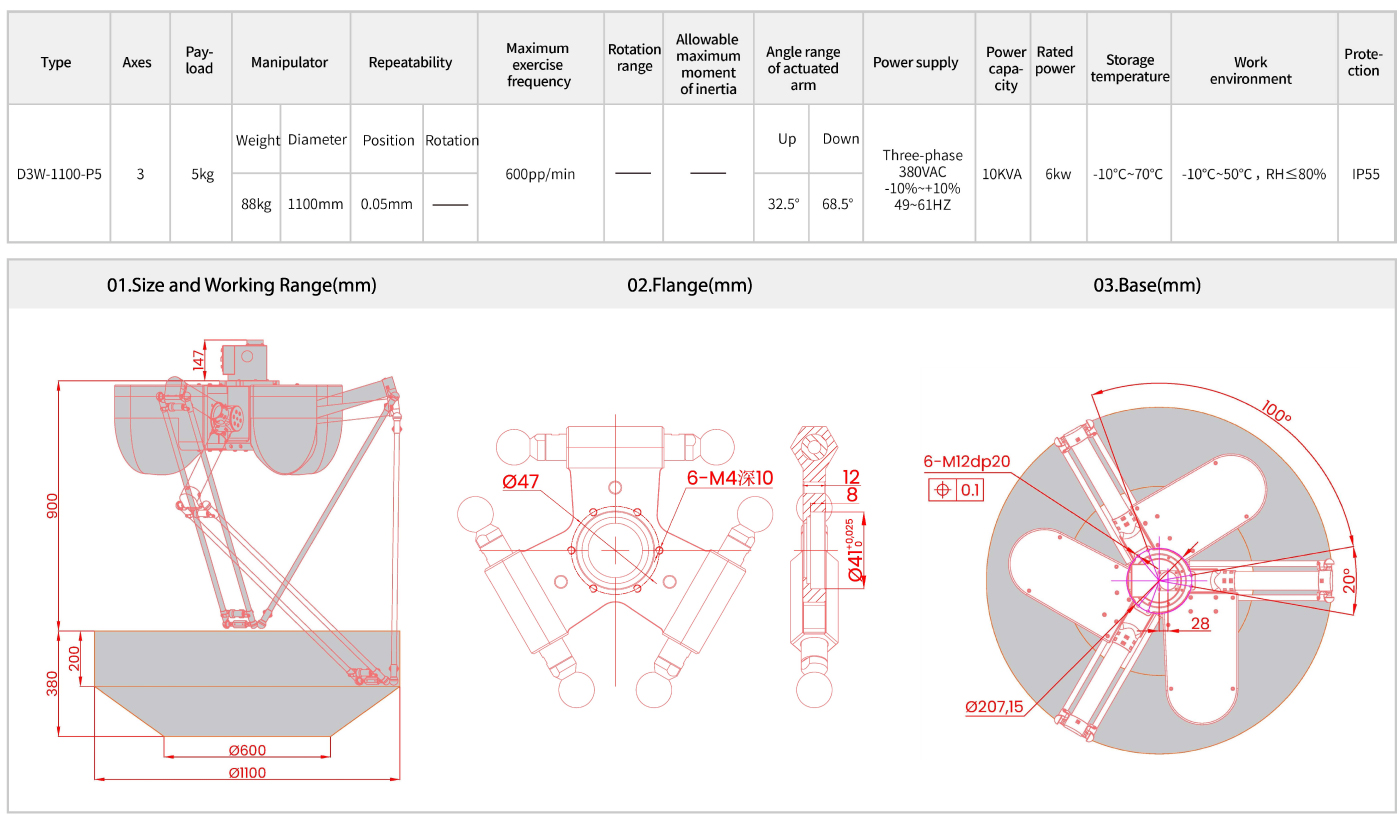 Type
Axes
Pay-
load
Manipulator
Repeatability
Maximum
exercise
frequency
Rotation
range
Allowable
maximum
moment
of inertia
Angle range
of actuated
arm
Power supply
Power
capa-
city
Rated
power
Storage
temperature
Work
environment
Prote-
ction
D3W-1100-P5
3
5kg
Weight
Diameter
Position
Rotation
88kg
1100mm
0.05mm
——
600pp/min
——
——
Up
Down
32.5°
68.5°
Three-phase
380VAC
-10%~+10%
49~61HZ
10KVA
6kw
-10℃~70℃
-10℃~50℃ , RH≤80%
IP55
01.Size and Working Range(mm)
02.Flange(mm)
03.Base(mm)
147
900
200
380
Ø600
Ø1100
Ø47
6-M4深10
12
8
Ø41 +0,025 0
100°
6-M12dp20
0.1
20°
28
Ø207,15